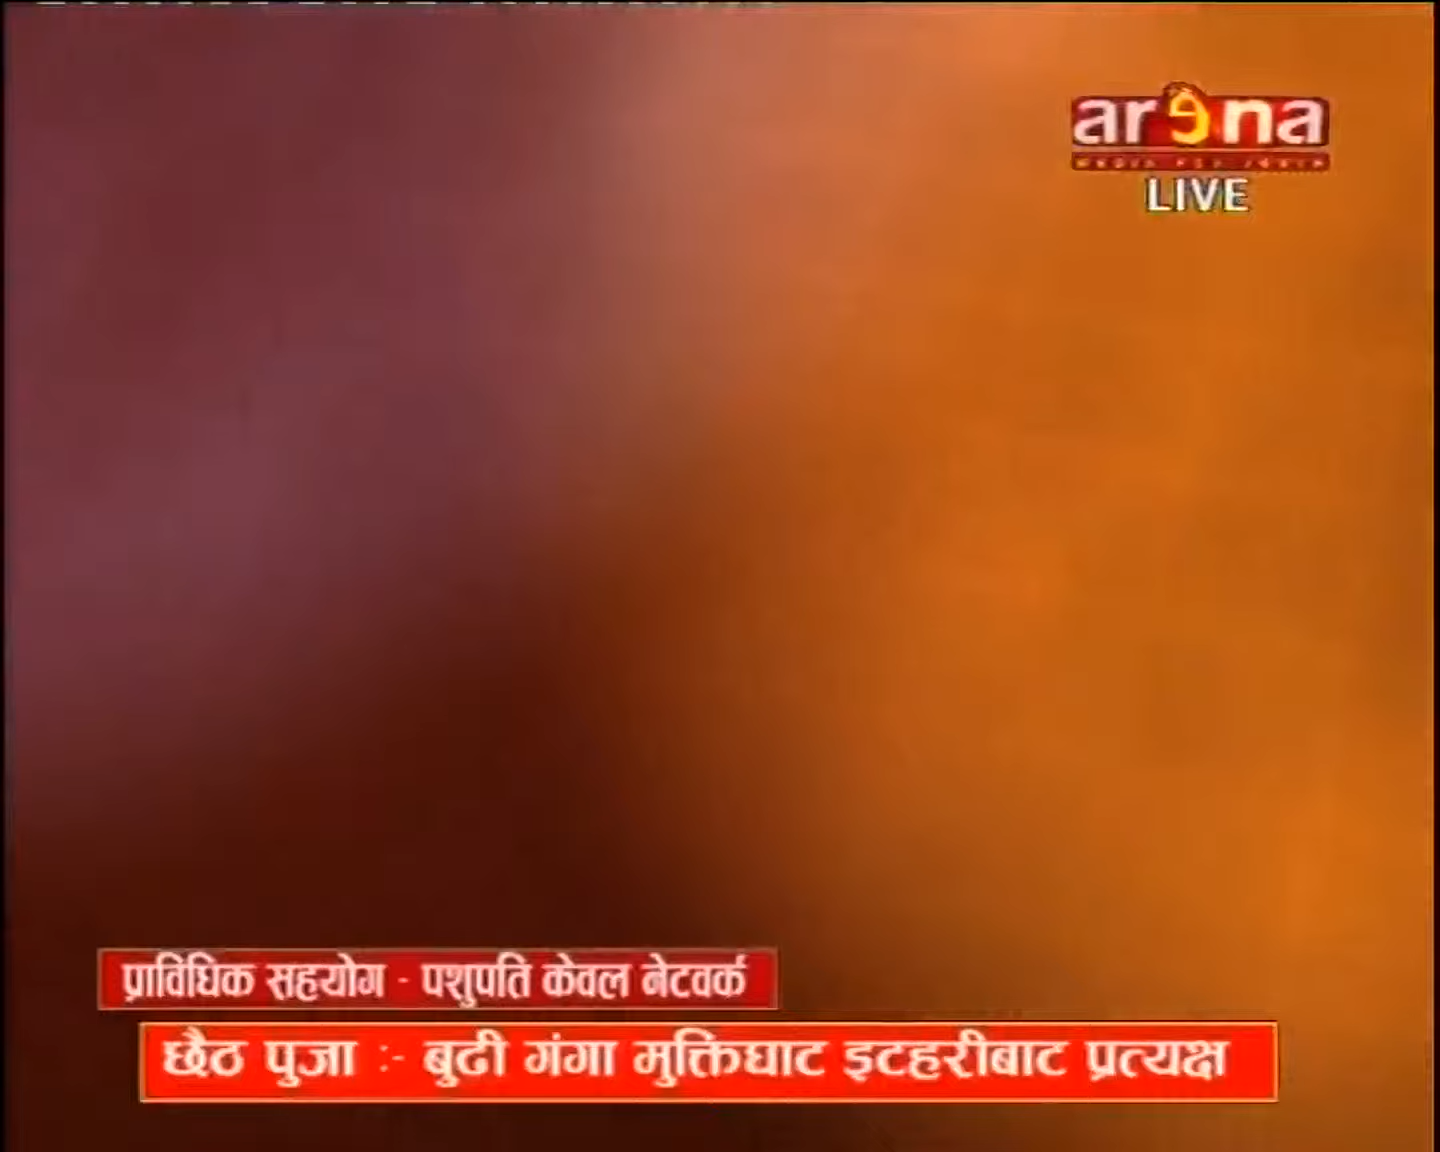 arena
LIVE
प्राविधिक सहयोग - पशुपति केवल नेटवर्क
छैठ पुजा :- बुढी गंगा मुक्तिघाट इटहरीबाट प्रत्यक्ष